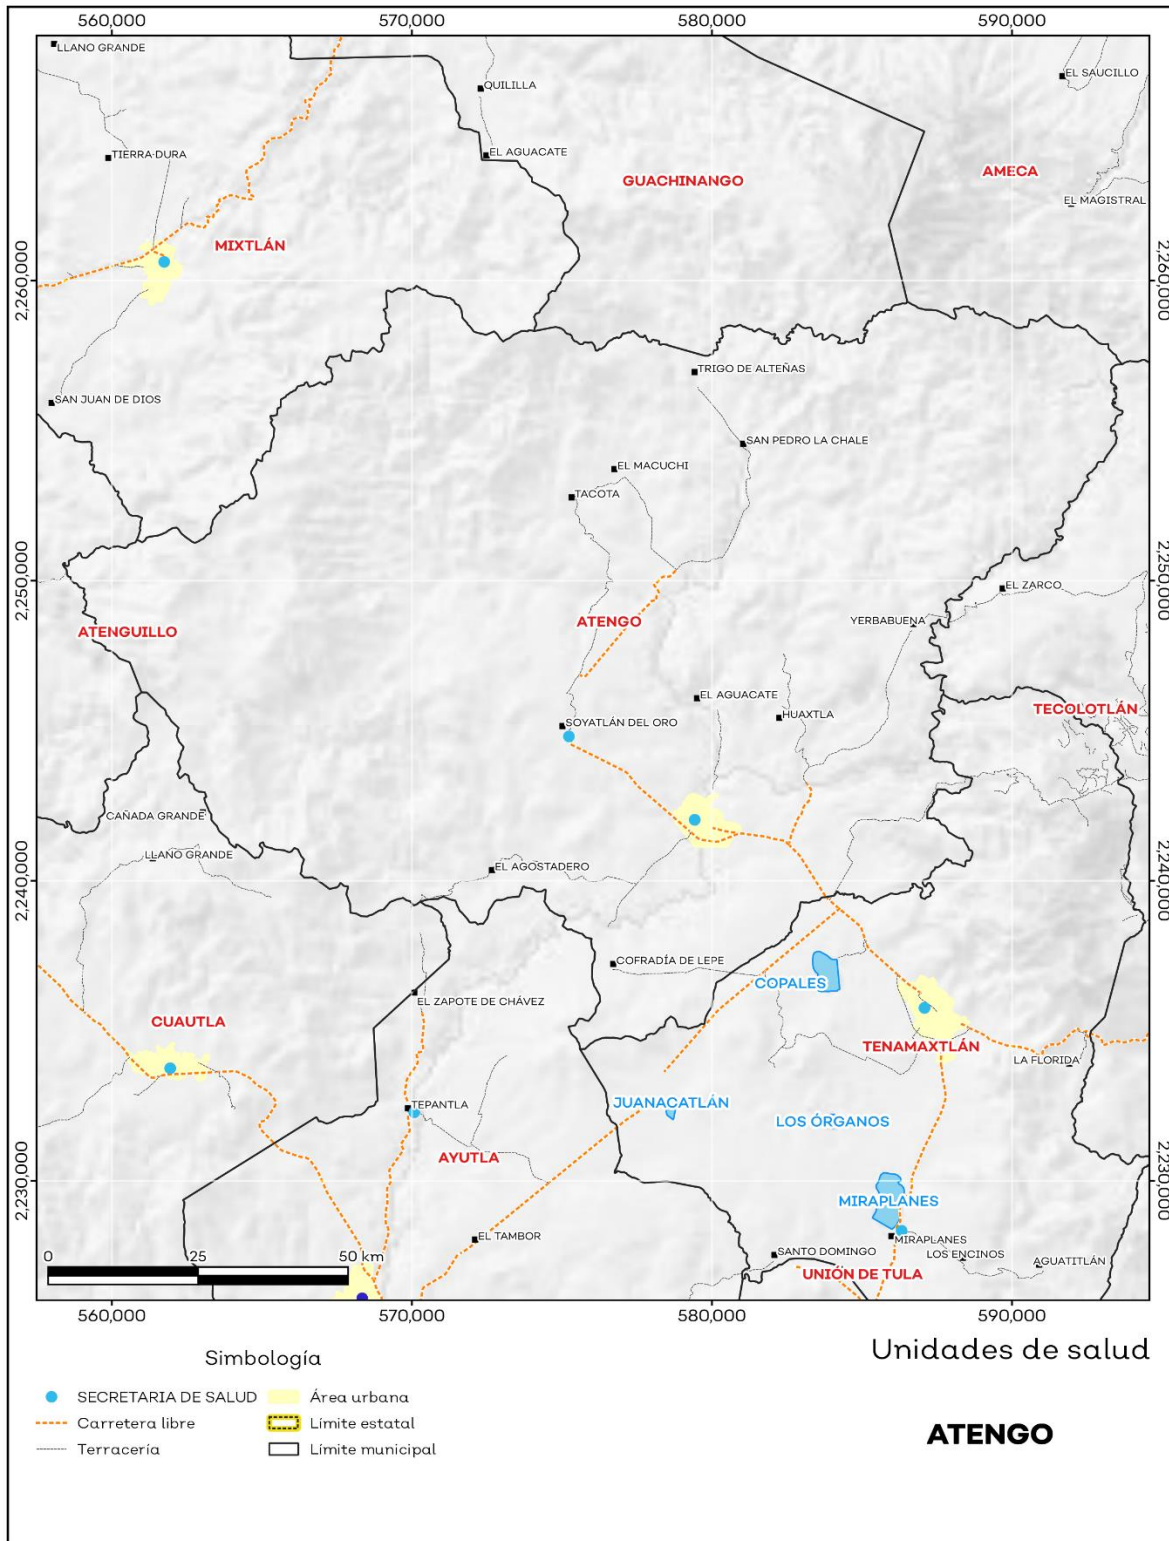 570,000
580,000
590,000
LLANO GRANDE
QUILILLA
EL SAUCILLO
TIERRA DURA
EL AGUACATE
GUACHINANGO
AMECA
EL MAGISTRAL
MIXTLÁN
2,260,000
2,260,000
TRIGO DE ALTEÑAS
SAN JUAN DE DIOS
SAN PEDRO LA CHALE
EL MACUCHI
TACOTA
2,250,000
2,250,000
EL ZARCO
ATENGUILLO
ATENGO
YERBABUENA
EL AGUACATE
TECOLOTLÁN
SOYATLÁN DEL ORO
HUAXTLA
CAÑADA GRANDE
LLANO GRANDE
EL AGOSTADERO
2,240,000
2,240,000
COFRADÍA DE LEPE
COPALES
EL ZAPOTE DE CHÁVEZ
CUAUTLA
TENAMAXTLÁN
LA FLORIDA
JUANACATLÁN
TEPANTLA
LOS ÓRGANOS
AYUTLA
2,230,000
2,230,000
MIRAPLANES
EL TAMBOR
MIRAPLANES
SANTO DOMINGO
LOS ENCINOS
AGUATITLÁN
0 25 50 km
UNIÓN DE TULA
560,000
570,000
580,000
590,000
560,000
Simbología
Unidades de salud
SECRETARIA DE SALUD
Área urbana
Carretera libre
Límite estatal
Terracería
Límite municipal
ATENGO